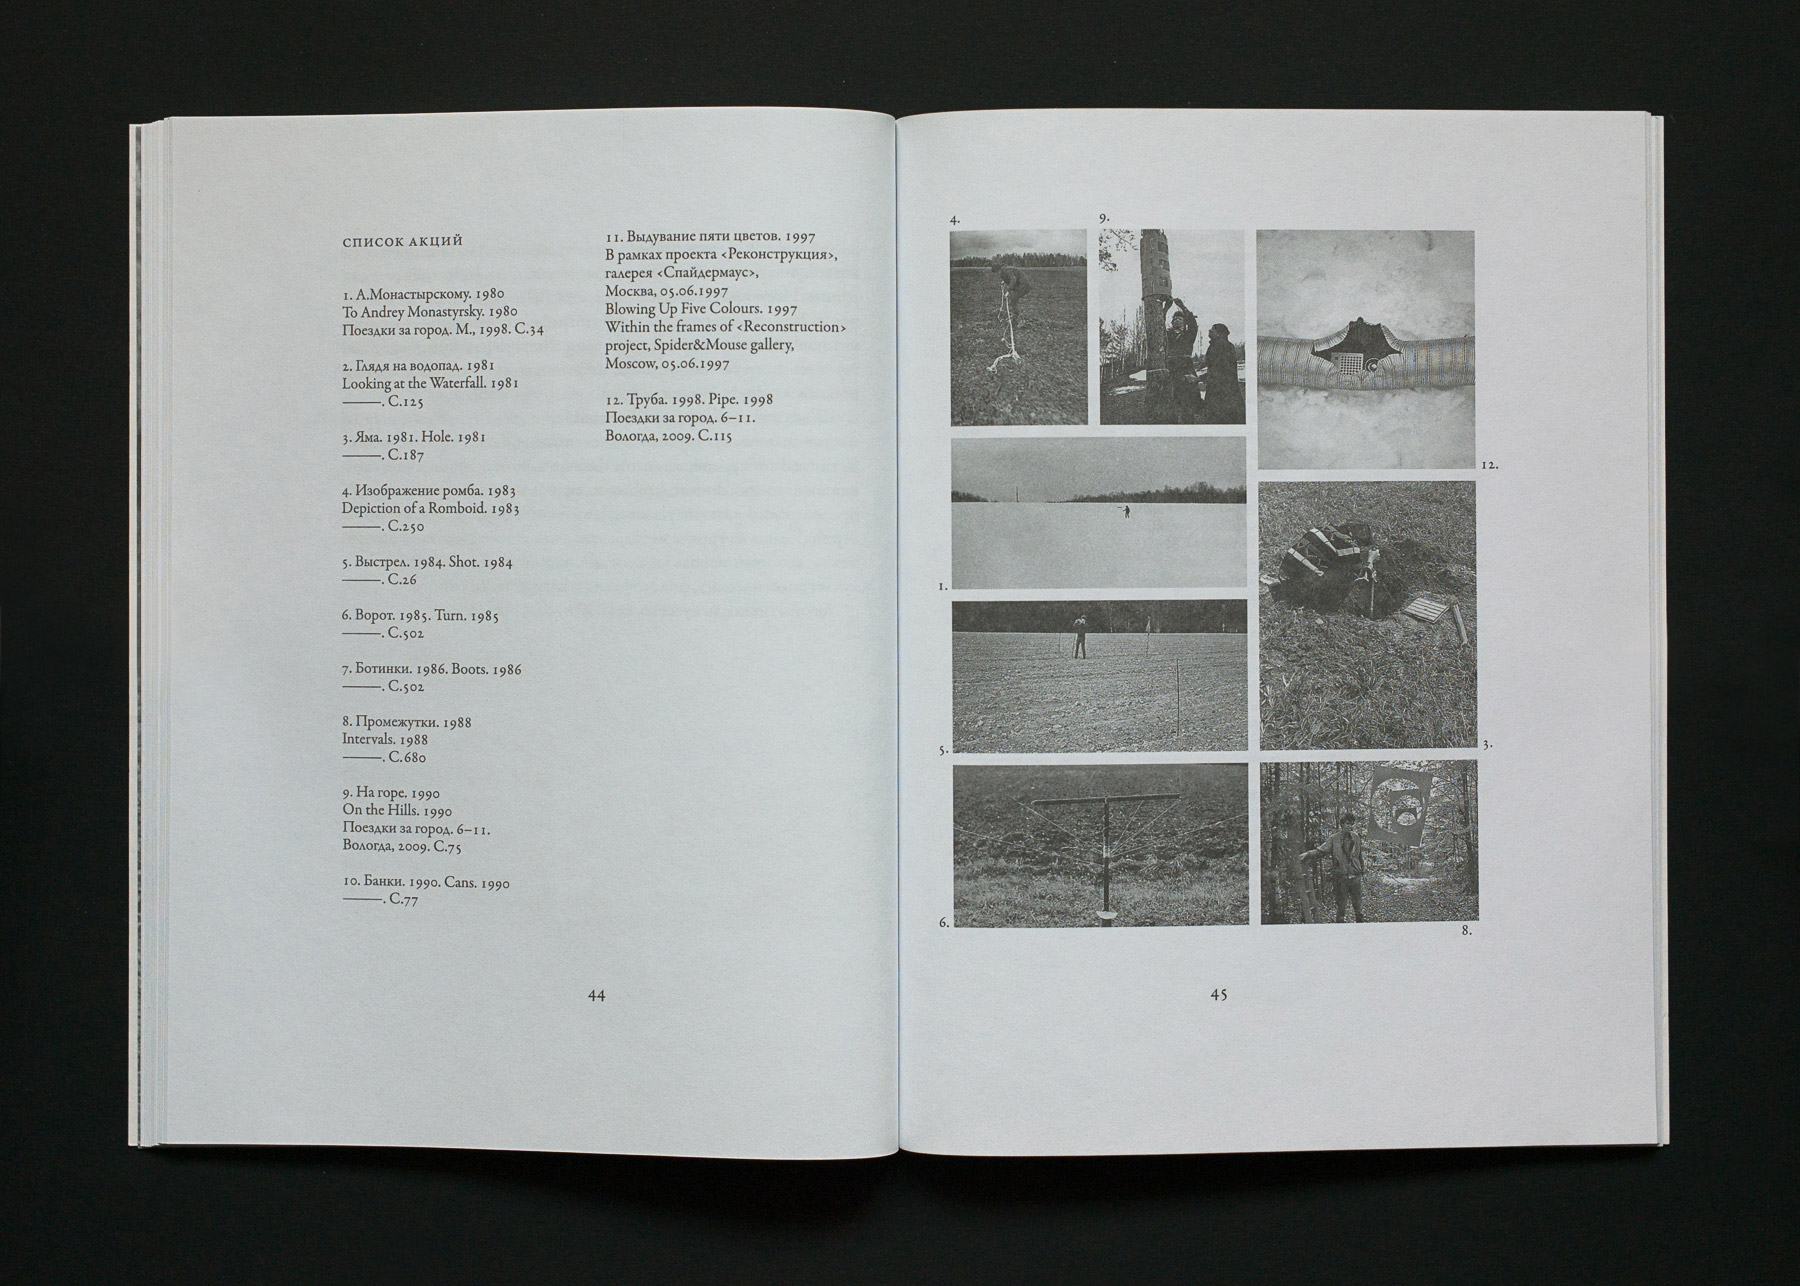 СПИСОК АКЦИЙ
1. А.Монастырскому. 1980
To Andrey Monastyrsky. 1980
Поездки за город. М., 1998. С.34
2. Глядя на водопад. 1981
Looking at the Waterfall. 1981
———. С.125
3. Яма. 1981. Hole. 1981
———. С.187
4. Изображение ромба. 1983
Depiction of a Romboid. 1983
———. С.250
5. Выстрел. 1984. Shot. 1984
———. С.26
6. Ворот. 1985. Turn. 1985
———. С.502
7. Ботинки. 1986. Boots. 1986
———. С.502
8. Промежутки. 1988
Intervals. 1988
———. С.680
9. На горе. 1990
On the Hills. 1990
Поездки за город. 6–11.
Вологда, 2009. С.75
10. Банки. 1990. Cans. 1990
———. С.77
11. Выдувание пяти цветов. 1997
В рамках проекта ‹Реконструкция›,
галерея ‹Спайдермаус›,
Москва, 05.06.1997
Blowing Up Five Colours. 1997
Within the frames of ‹Reconstruction›
project, Spider&Mouse gallery,
Moscow, 05.06.1997
12. Труба. 1998. Pipe. 1998
Поездки за город. 6–11.
Вологда, 2009. С.115
44
4.
9.
12.
1.
5.
3.
6.
8.
45